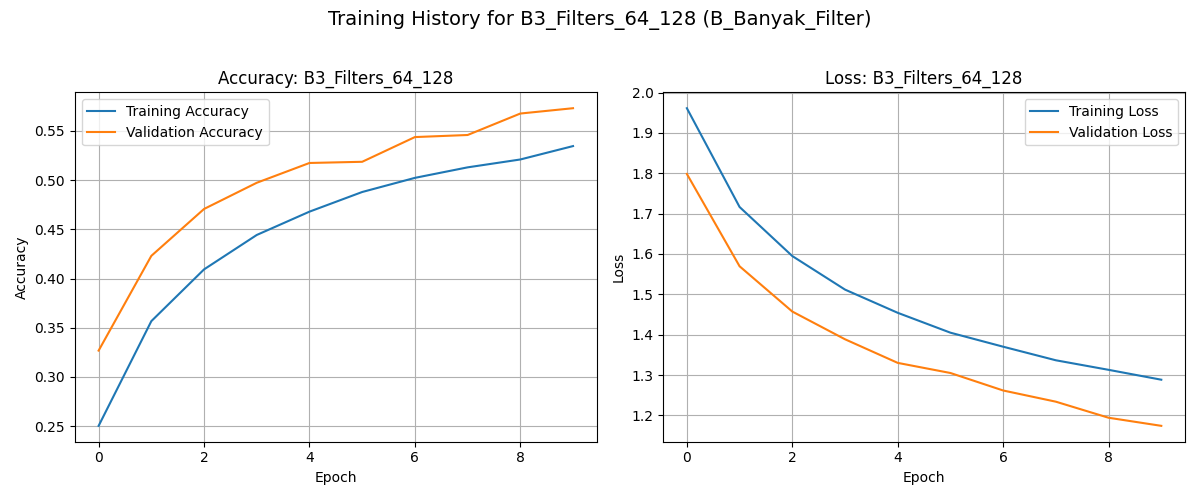 Training History for B3_Filters_64_128 (B_Banyak_Filter)
Accuracy: B3_Filters_64_128
Training Accuracy
Validation Accuracy
0.55
0.50
0.45
0.40
0.35
0.30
0.25
Accuracy
0 2 4 6 8
Epoch
Loss: B3_Filters_64_128
Training Loss
Validation Loss
2.0
1.9
1.8
1.7
1.6
1.5
1.4
1.3
1.2
Loss
0 2 4 6 8
Epoch